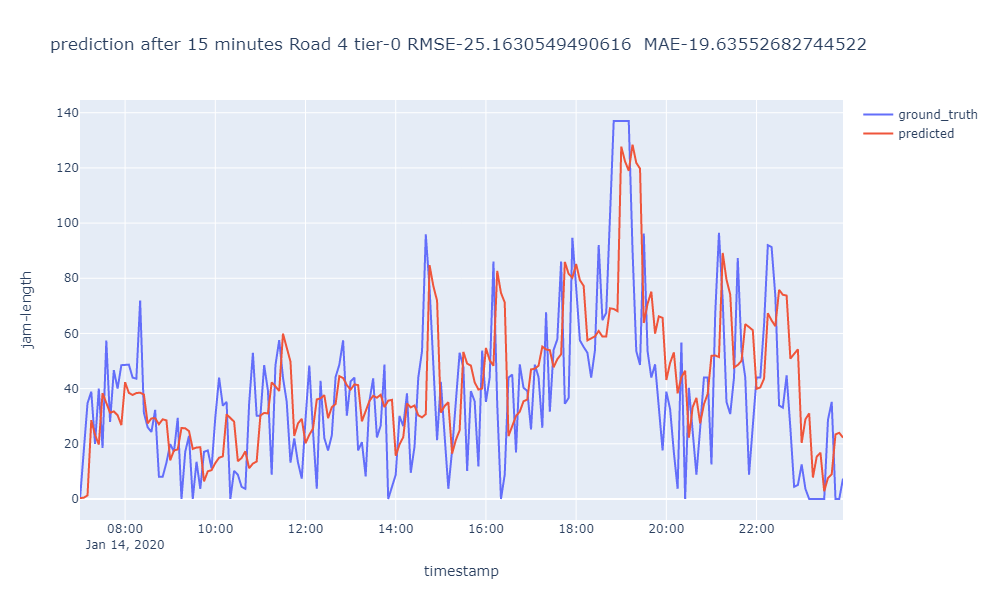 prediction after 15 minutes Road 4 tier-0 RMSE-25.1630549490616  MAE-19.63552682744522
ground_truth
predicted
jam-length
140
120
100
80
60
40
20
0
08:00 10:00 12:00 14:00 16:00 18:00 20:00 22:00
Jan 14, 2020
timestamp